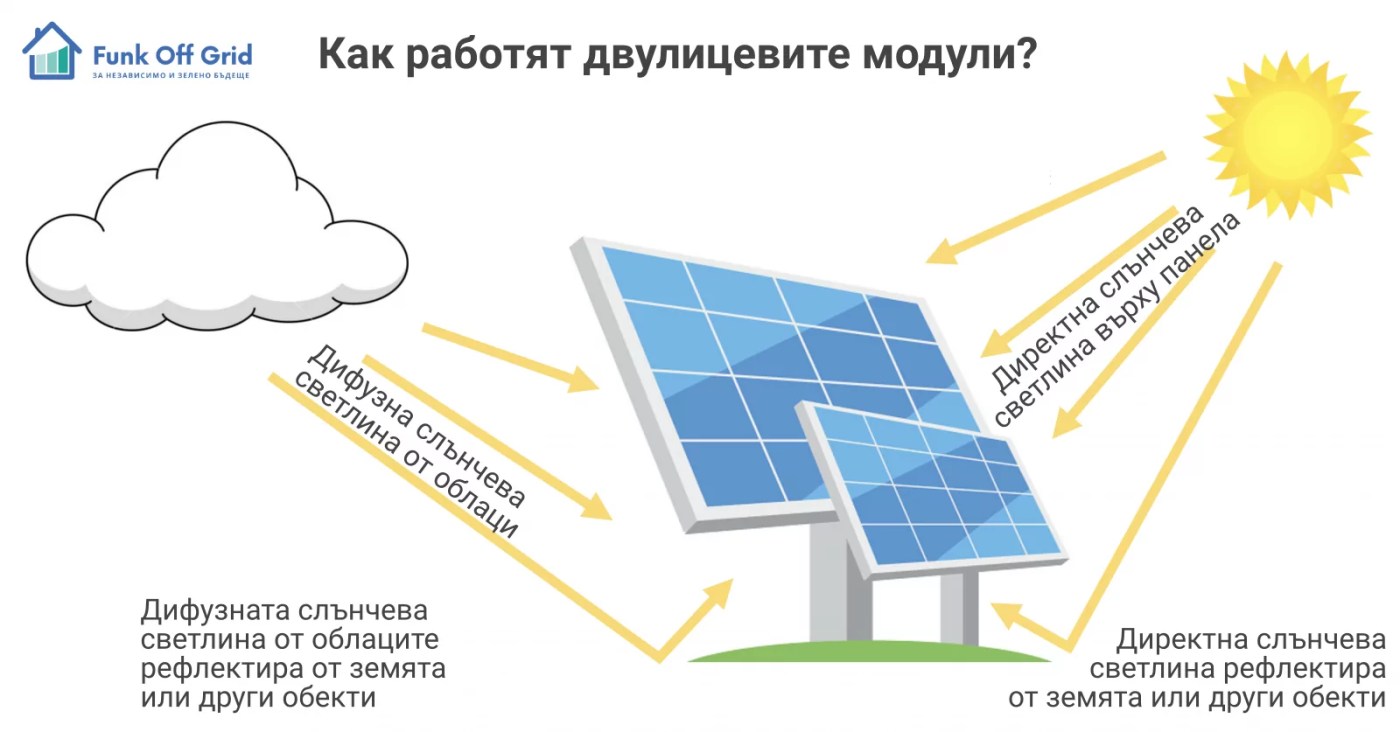 Funk Off Grid
ЗА НЕЗАВИСИМО И ЗЕЛЕНО БЪДЕЩЕ
Как работят двулицевите модули?
Директна слънчева
светлина върху панела
Дифузна слънчева
светлина от облаци
Дифузната слънчева
светлина от облаците
рефлектира от земята
или други обекти
Директна слънчева
светлина рефлектира
от земята или други обекти